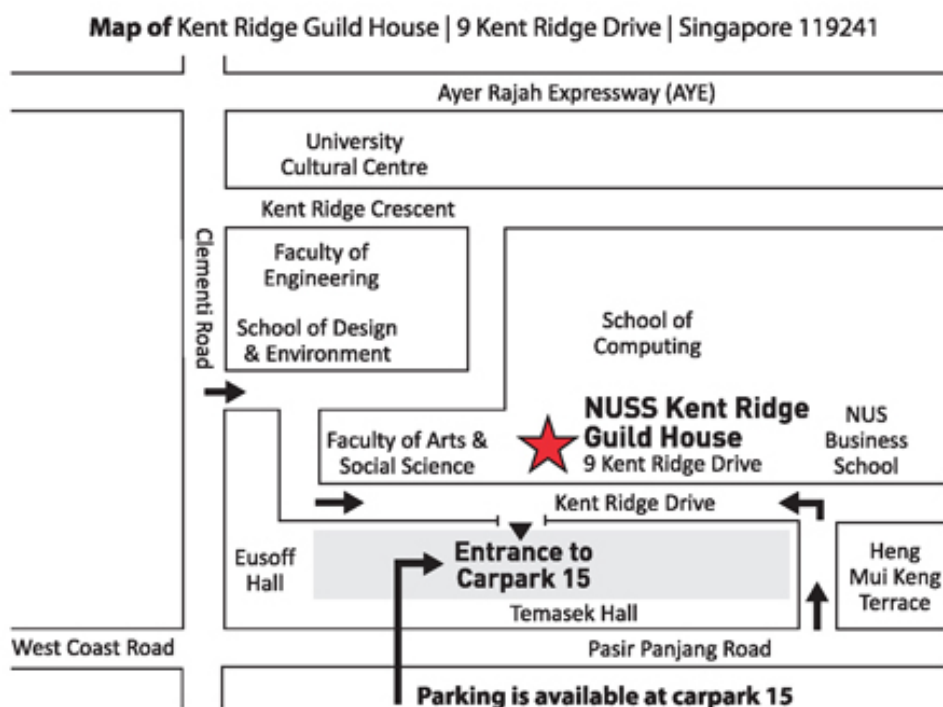 Map of Kent Ridge Guild House | 9 Kent Ridge Drive | Singapore 119241
Ayer Rajah Expressway (AYE)
University
Cultural Centre
Kent Ridge Crescent
Clementi Road
Faculty of
Engineering
School of Design
& Environment
School of
Computing
NUSS Kent Ridge
Guild House
9 Kent Ridge Drive
NUS
Business
School
Faculty of Arts &
Social Science
Kent Ridge Drive
Eusoff
Hall
Entrance to
Carpark 15
Heng
Mui Keng
Terrace
Temasek Hall
West Coast Road
Pasir Panjang Road
Parking is available at carpark 15